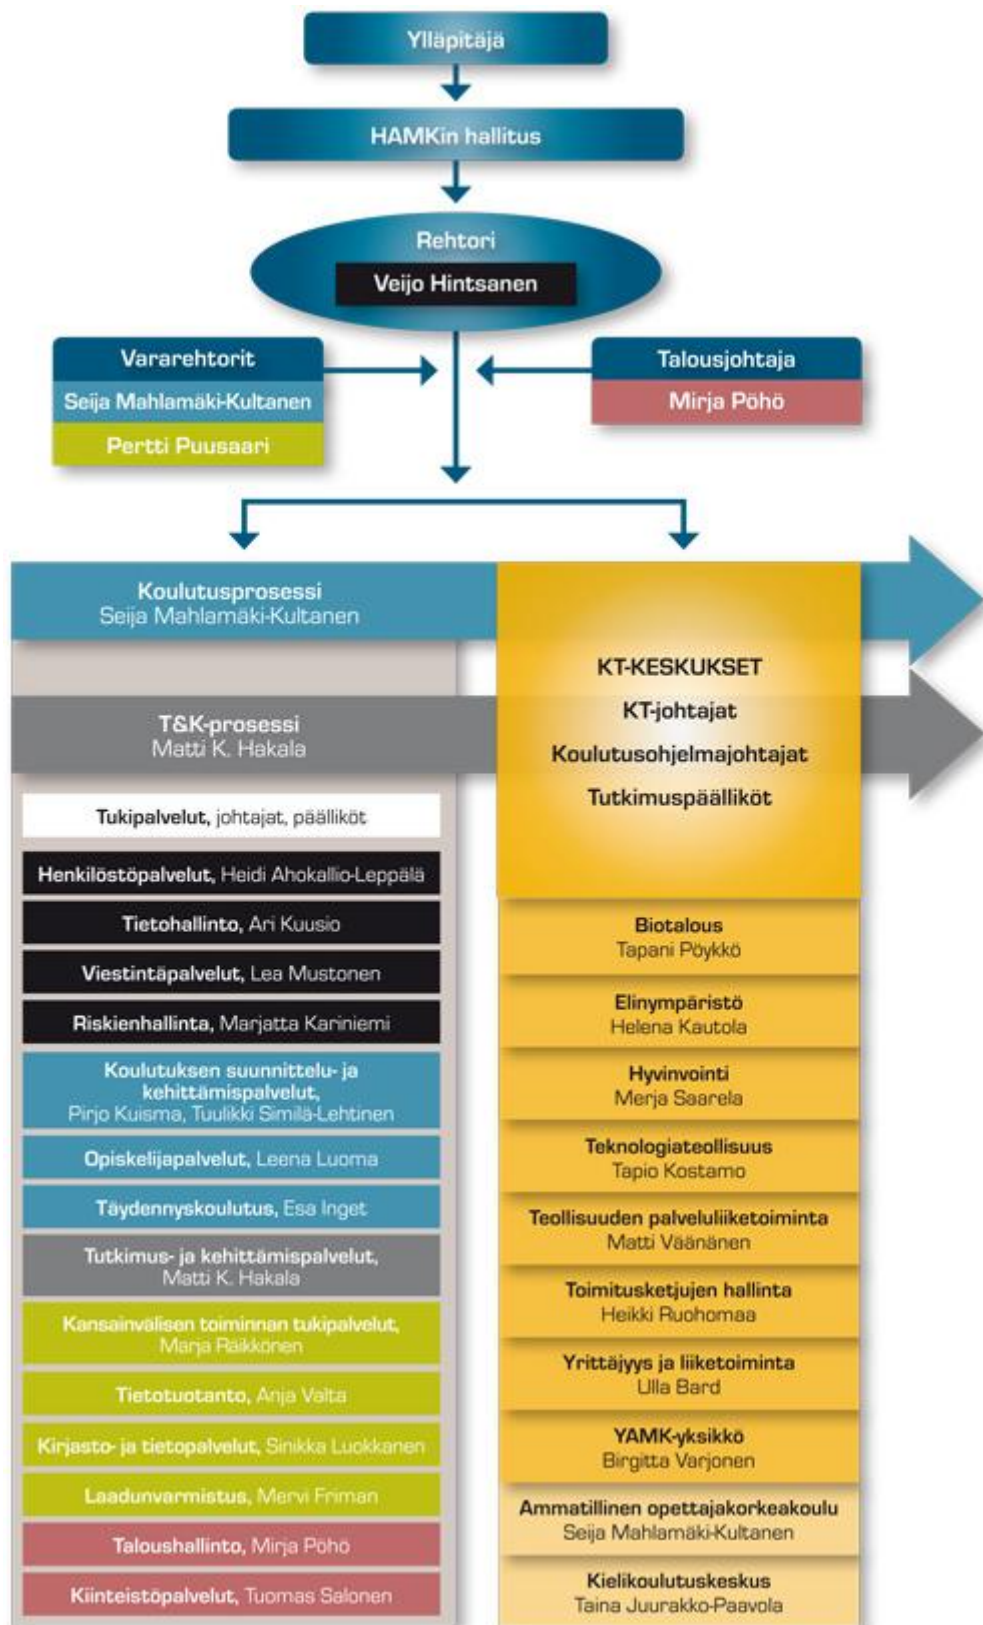 Ylläpitäjä
HAMKin hallitus
Rehtori
Veijo Hintsanen
Vararehtorit
Seija Mahlamäki-Kultanen
Pertti Puusaari
Talousjohtaja
Mirja Pöhö
Koulutusprosessi
Seija Mahlamäki-Kultanen
T&K-prosessi
Matti K. Hakala
Tukipalvelut, johtajat, päälliköt
Henkilöstöpalvelut, Heidi Ahokallio-Leppälä
Tietohallinto, Ari Kuusio
Viestintäpalvelut, Lea Mustonen
Riskienhallinta, Marjatta Kariniemi
Koulutuksen suunnittelu- ja
kehittämispalvelut,
Pirjo Kuisma, Tuulikki Similä-Lehtinen
Opiskelijapalvelut, Leena Luoma
Täydennyskoulutus, Esa Inget
Tutkimus- ja kehittämispalvelut,
Matti K. Hakala
Kansainvälisen toiminnan tukipalvelut,
Marja Räikkönen
Tietotuotanto, Anja Valta
Kirjasto- ja tietopalvelut, Sinikka Luokkanen
Laadunvarmistus, Mervi Friman
Taloushallinto, Mirja Pöhö
Kiinteistöpalvelut, Tuomas Salonen
KT-KESKUKSET
KT-johtajat
Koulutusohjelmajohtajat
Tutkimuspäälliköt
Biotalous
Tapani Pöykkö
Elinympäristö
Helena Kautola
Hyvinvointi
Merja Saarela
Teknologiateollisuus
Tapio Kostamo
Teollisuuden palveluliiketoiminta
Matti Väänänen
Toimitusketjujen hallinta
Heikki Ruohomaa
Yrittäjyys ja liiketoiminta
Ulla Bard
YAMK-yksikkö
Birgitta Varjonen
Ammatillinen opettajakorkeakoulu
Seija Mahlamäki-Kultanen
Kielikoulutuskeskus
Taina Juurakko-Paavola